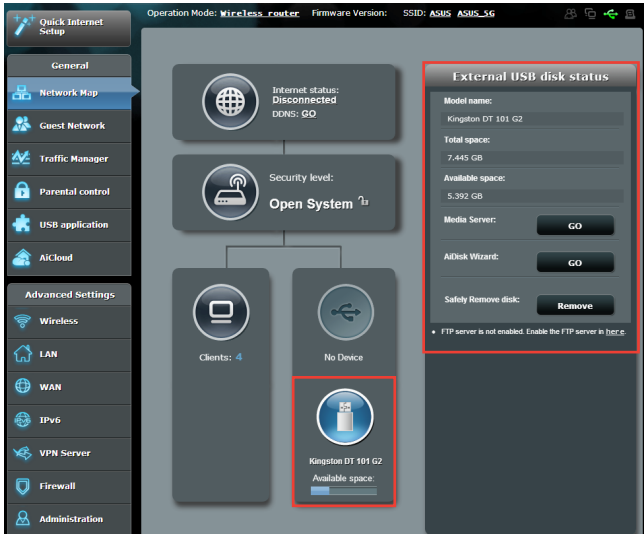 Operation Mode: Wireless router Firmware Version: SSID: ASUS ASUS_5G
Quick Internet
Setup
General
Network Map
Guest Network
Traffic Manager
Parental control
USB application
AiCloud
Advanced Settings
Wireless
LAN
WAN
IPv6
VPN Server
Firewall
Administration
Internet status:
Disconnected
DDNS: GO
Security level:
Open System
Clients: 4
No Device
Kingston DT 101 G2
Available space:
External USB disk status
Model name:
Kingston DT 101 G2
Total space:
7.445 GB
Available space:
5.392 GB
Media Server: GO
AiDisk Wizard: GO
Safely Remove disk: Remove
• FTP server is not enabled. Enable the FTP server in here.